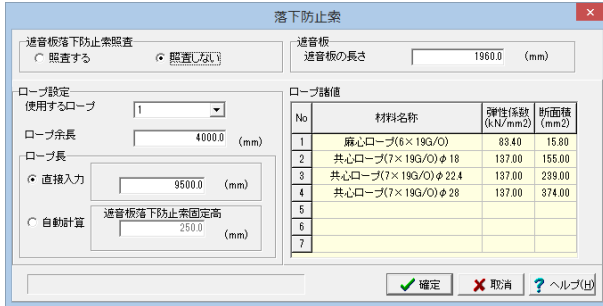 落下防止索
遮音板落下防止索照査
照査する
照査しない
遮音板
遮音板の長さ 1960.0 (mm)
ロープ設定
使用するロープ 1
ロープ余長 4000.0 (mm)
ロープ長
直接入力 9500.0 (mm)
自動計算
遮音板落下防止索固定高
250.0 (mm)
ロープ諸値
No 材料名称 弾性係数(kN/mm2) 断面積(mm2)
1 麻心ロープ(6×19G/O) 83.40 15.80
2 共心ロープ(7×19G/O)φ18 137.00 155.00
3 共心ロープ(7×19G/O)φ22.4 137.00 239.00
4 共心ロープ(7×19G/O)φ28 137.00 374.00
5
6
7
確定
取消
ヘルプ(H)